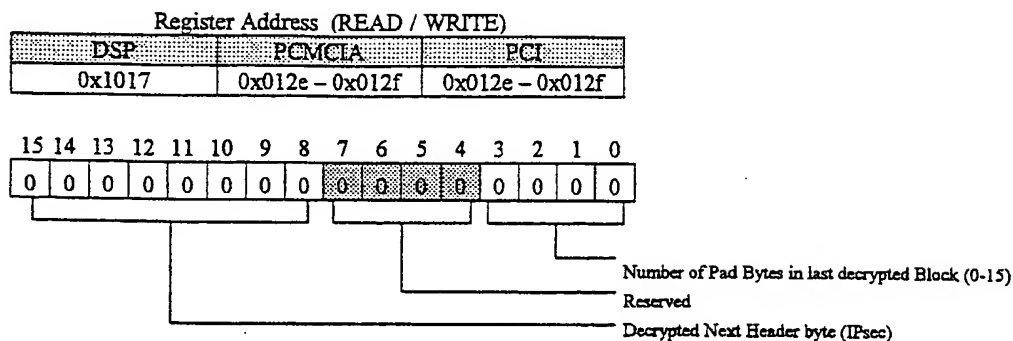 Register Address (READ / WRITE)
DSP PCMCIA PCI
0x1017 0x012e – 0x012f 0x012e – 0x012f
15 14 13 12 11 10 9 8 7 6 5 4 3 2 1 0
0 0 0 0 0 0 0 0 0 0 0 0 0 0 0 0
Number of Pad Bytes in last decrypted Block (0-15)
Reserved
Decrypted Next Header byte (IPsec)